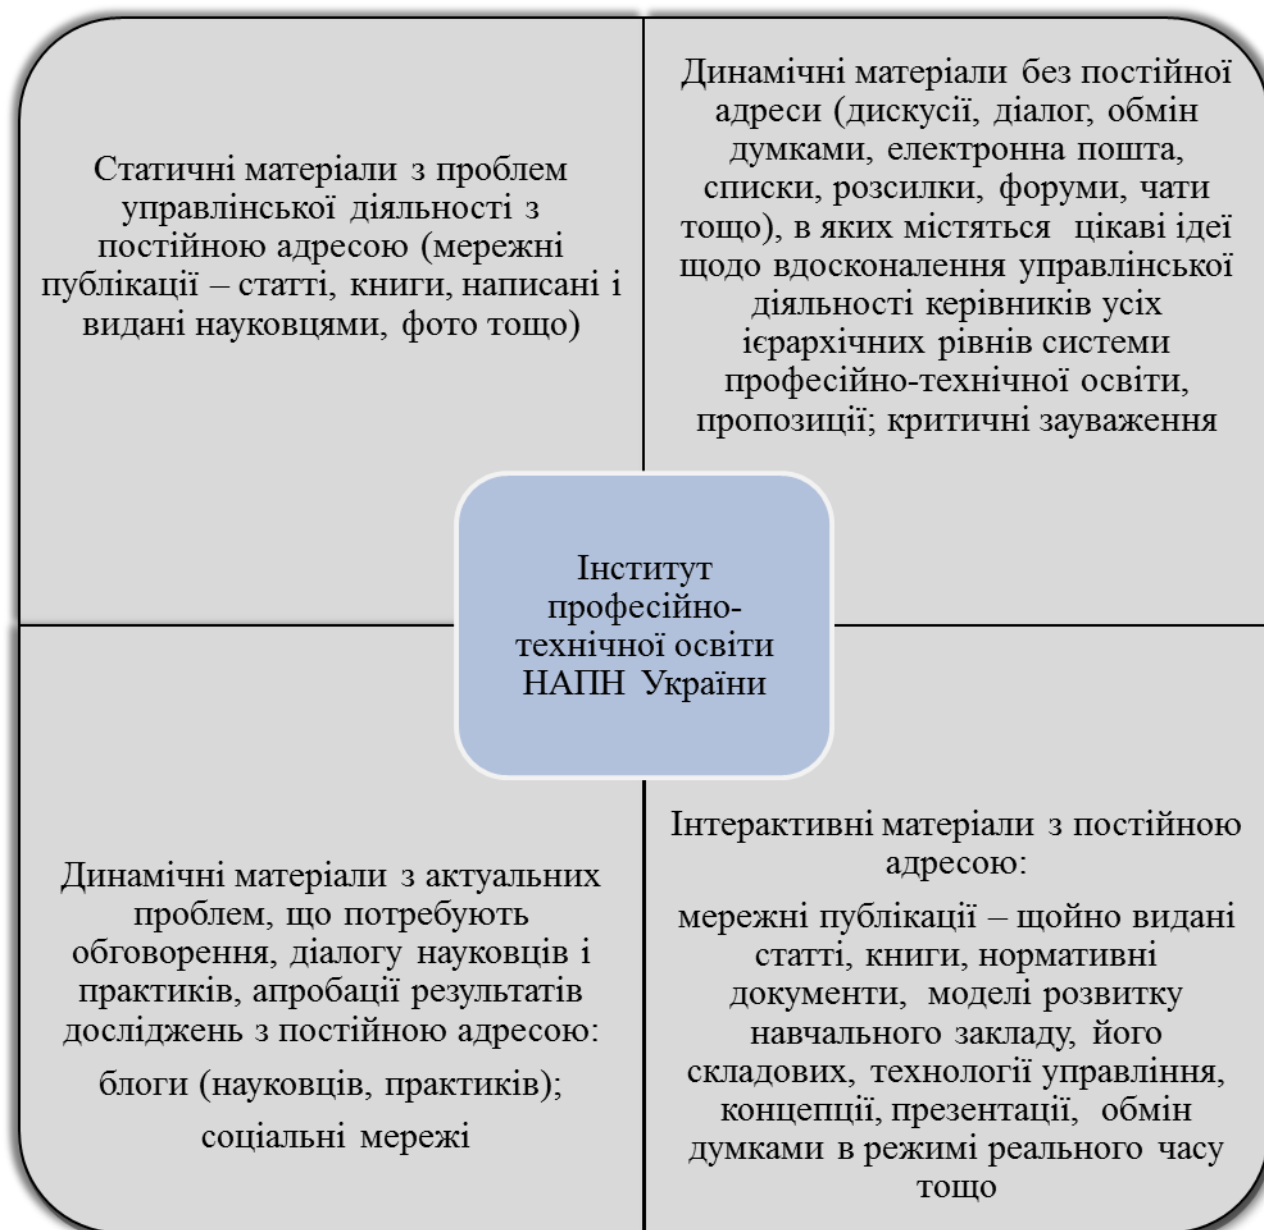 Статичні матеріали з проблем
управлінської діяльності з
постійною адресою (мережні
публікації – статті, книги, написані і
видані науковцями, фото тощо)
Динамічні матеріали без постійної
адреси (дискусії, діалог, обмін
думками, електронна пошта,
списки, розсилки, форуми, чати
тощо), в яких містяться цікаві ідеї
щодо вдосконалення управлінської
діяльності керівників усіх
ієрархічних рівнів системи
професійно-технічної освіти,
пропозиції; критичні зауваження
Інститут
професійно-
технічної освіти
НАПН України
Динамічні матеріали з актуальних
проблем, що потребують
обговорення, діалогу науковців і
практиків, апробації результатів
досліджень з постійною адресою:
блоги (науковців, практиків);
соціальні мережі
Інтерактивні матеріали з постійною
адресою:
мережні публікації – щойно видані
статті, книги, нормативні
документи, моделі розвитку
навчального закладу, його
складових, технології управління,
концепції, презентації, обмін
думками в режимі реального часу
тощо